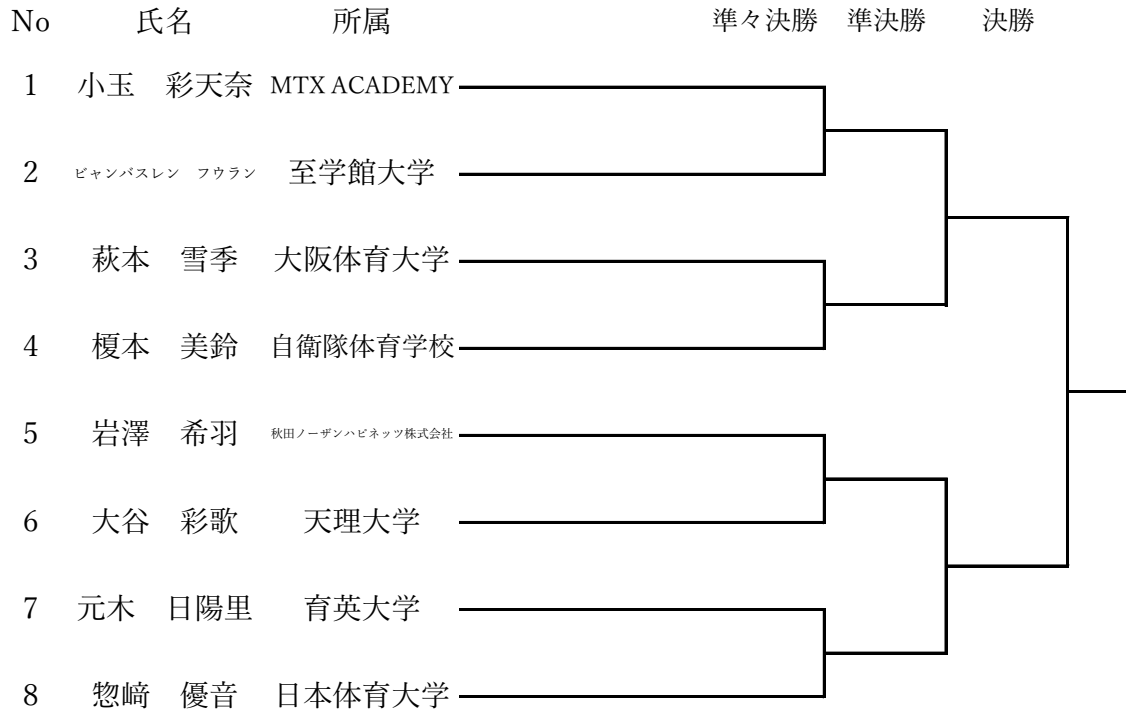 No 氏名 所属 準々決勝 準決勝 決勝
1 小玉 彩天奈 MTX ACADEMY
2 ビャンバスレン フウラン 至学館大学
3 萩本 雪季 大阪体育大学
4 榎本 美鈴 自衛隊体育学校
5 岩澤 希羽 秋田ノーザンハピネッツ株式会社
6 大谷 彩歌 天理大学
7 元木 日陽里 育英大学
8 惣﨑 優音 日本体育大学